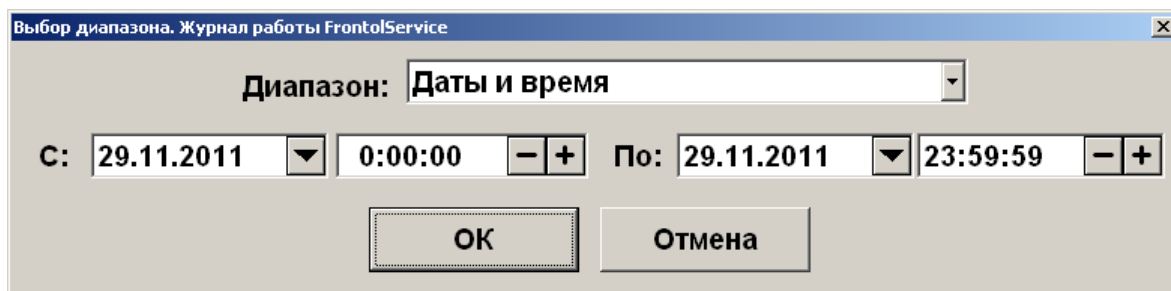 Выбор диапазона. Журнал работы FrontolService
Диапазон: Даты и время
С: 29.11.2011 0:00:00 По: 29.11.2011 23:59:59
ОК Отмена